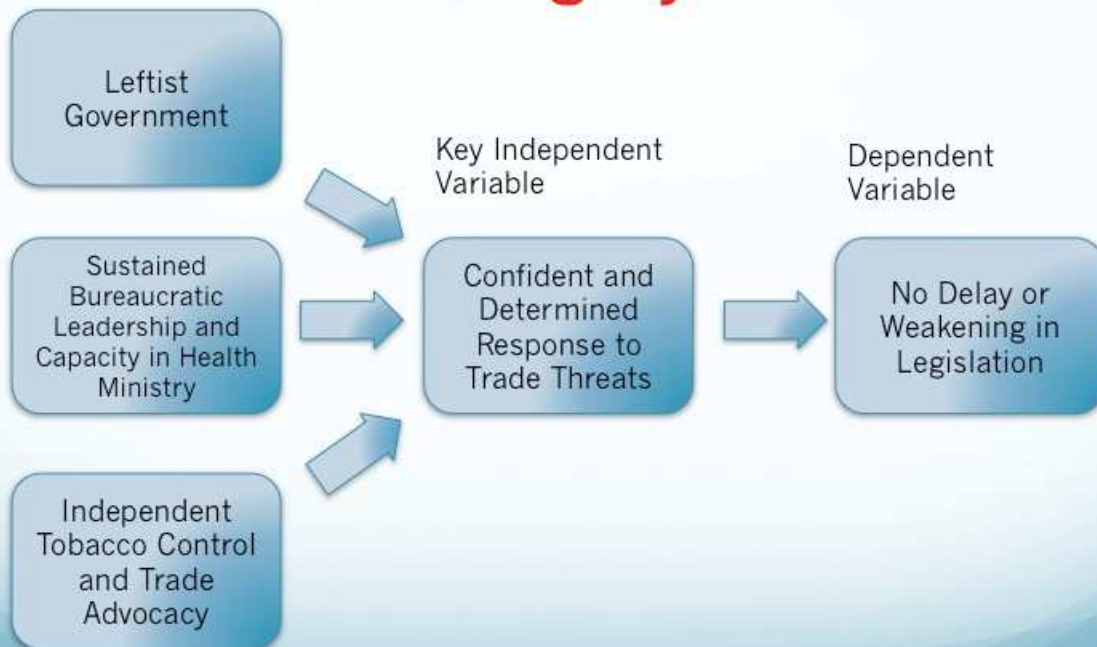 Leftist
Government
Key Independent
Variable
Dependent
Variable
Sustained
Bureaucratic
Leadership and
Capacity in Health
Ministry
Confident and
Determined
Response to
Trade Threats
No Delay or
Weakening in
Legislation
Independent
Tobacco Control
and Trade
Advocacy